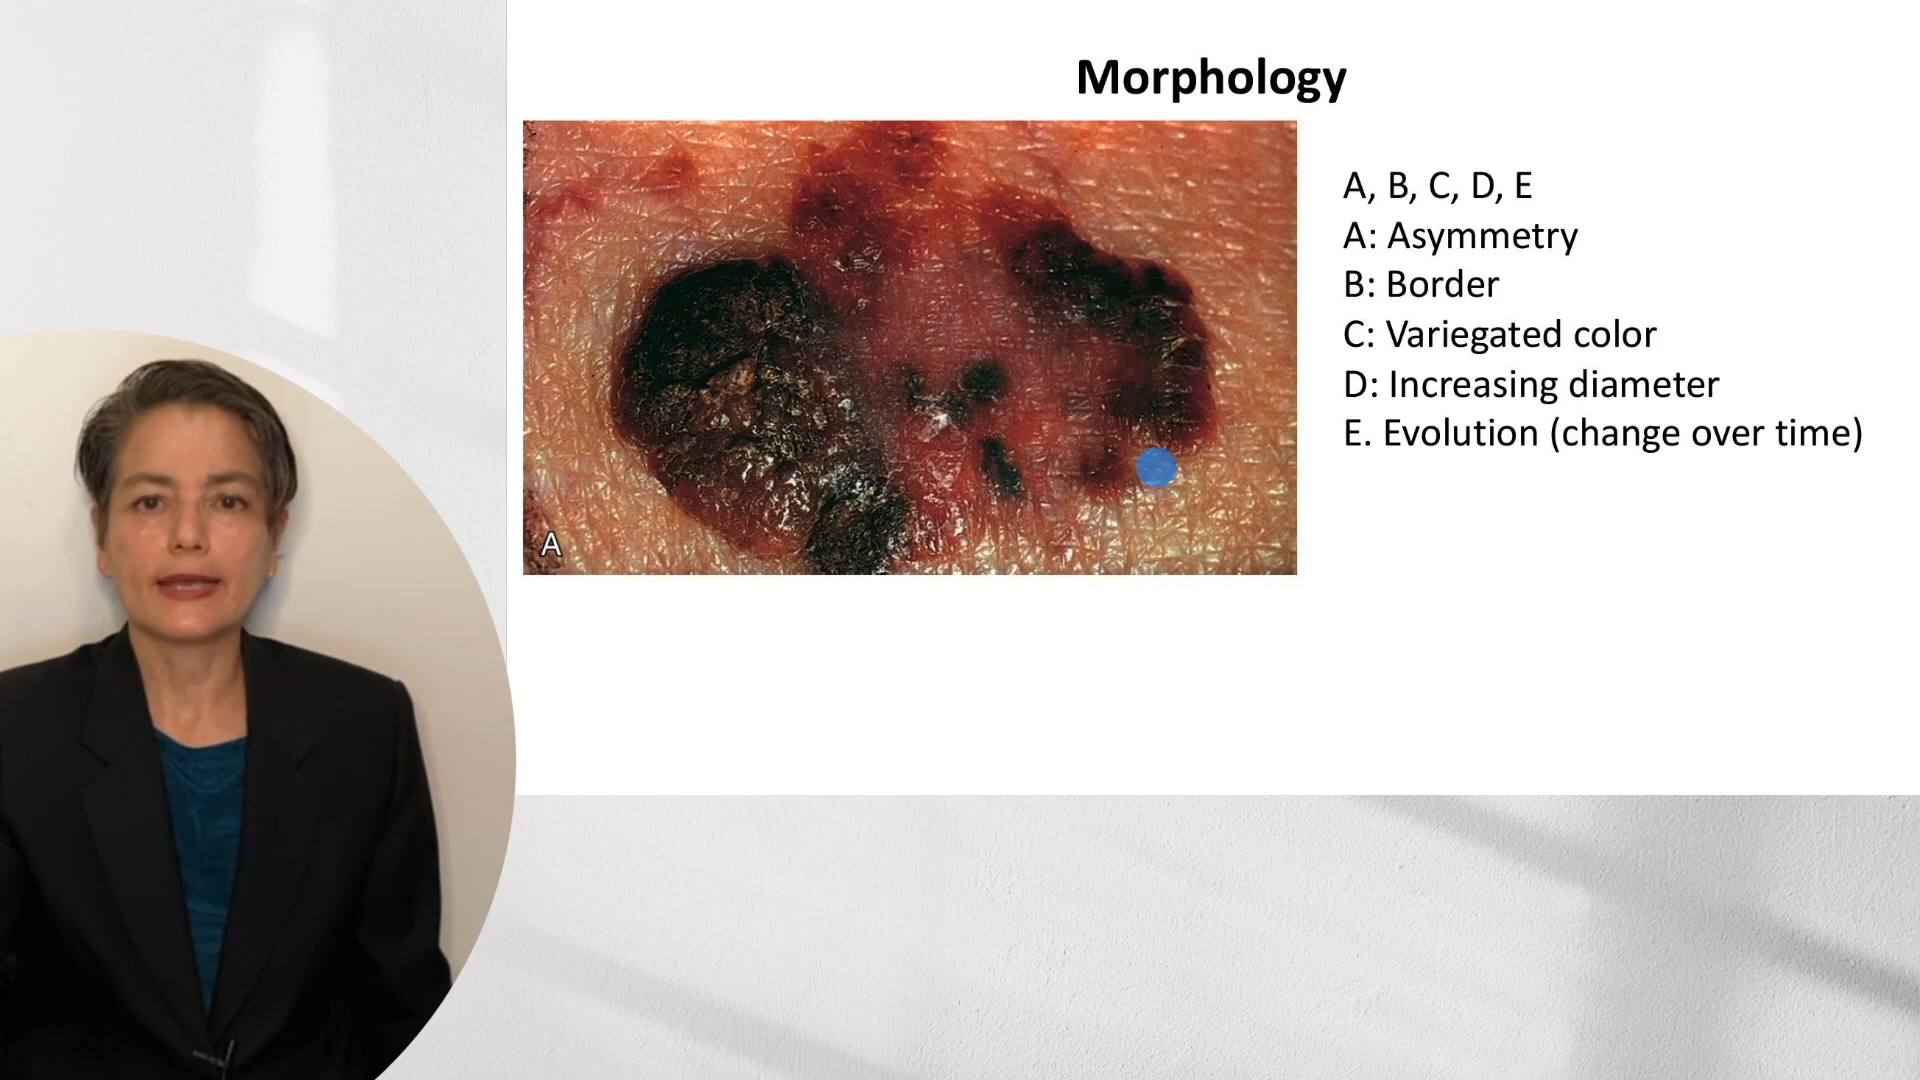 Morphology
A, B, C, D, E
A: Asymmetry
B: Border
C: Variegated color
D: Increasing diameter
E. Evolution (change over time)
A